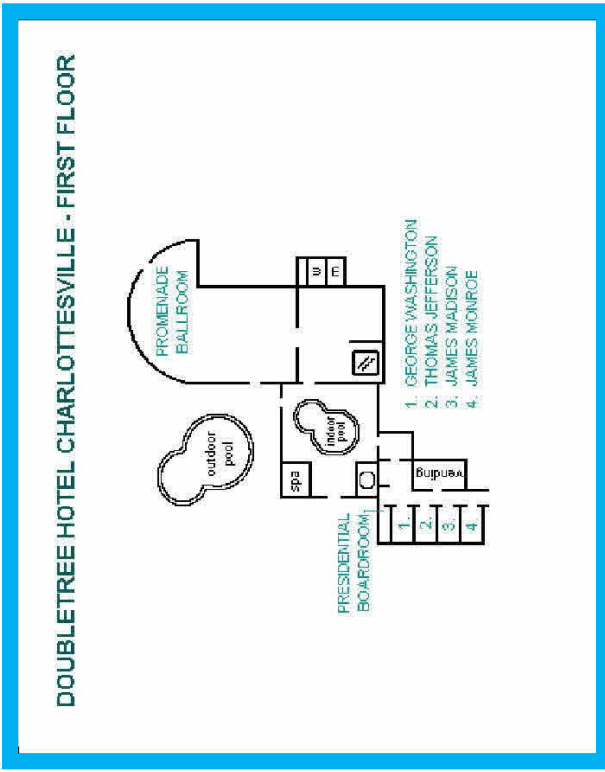 DOUBLETREE HOTEL CHARLOTTESVILLE - FIRST FLOOR
PROMENADE
BALLROOM
outdoor
pool
indoor
pool
spa
w
m
PRESIDENTIAL
BOARDROOM
vending
1.
2.
3.
4.
1. GEORGE WASHINGTON
2. THOMAS JEFFERSON
3. JAMES MADISON
4. JAMES MONROE